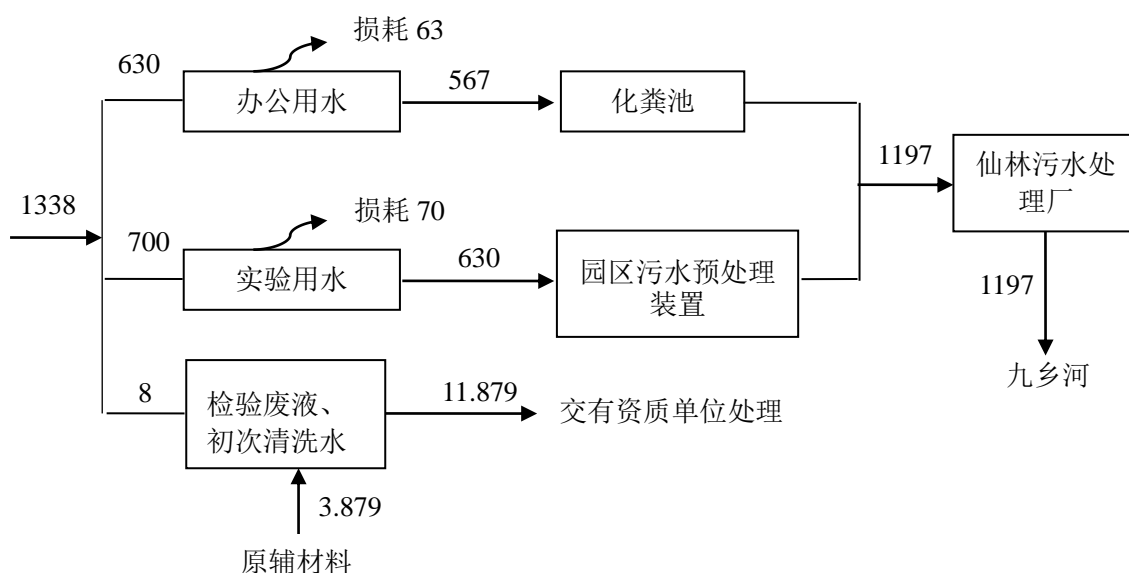 损耗 63
630
办公用水
567
化粪池
1338
损耗 70
700
实验用水
630
园区污水预处理
装置
1197
仙林污水处
理厂
1197
九乡河
8
检验废液、
初次清洗水
11.879
交有资质单位处理
3.879
原辅材料